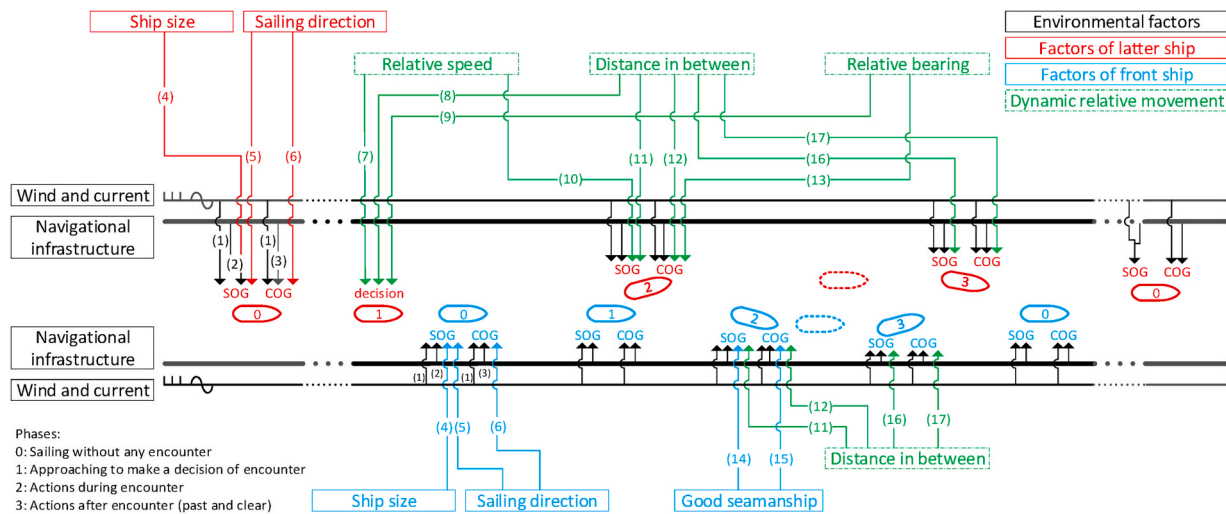 Ship size
Sailing direction
Environmental factors
Factors of latter ship
Factors of front ship
Dynamic relative movement
Relative speed
Distance in between
Relative bearing
(4)
(8)
(9)
(5)
(6)
(7)
(10)
(11)
(12)
(17)
(16)
(13)
Wind and current
Navigational
infrastructure
(1)
(2)
(1)
(3)
SOG
COG
decision
SOG
COG
SOG
COG
SOG
COG
0
1
2
3
0
0
1
2
3
0
Navigational
infrastructure
SOG
COG
SOG
COG
SOG
COG
SOG
COG
SOG
COG
Wind and current
(1)
(2)
(1)
(3)
(4)
(5)
(6)
(12)
(11)
(16)
(17)
(14)
(15)
Distance in between
Ship size
Sailing direction
Good seamanship
Phases:
0: Sailing without any encounter
1: Approaching to make a decision of encounter
2: Actions during encounter
3: Actions after encounter (past and clear)